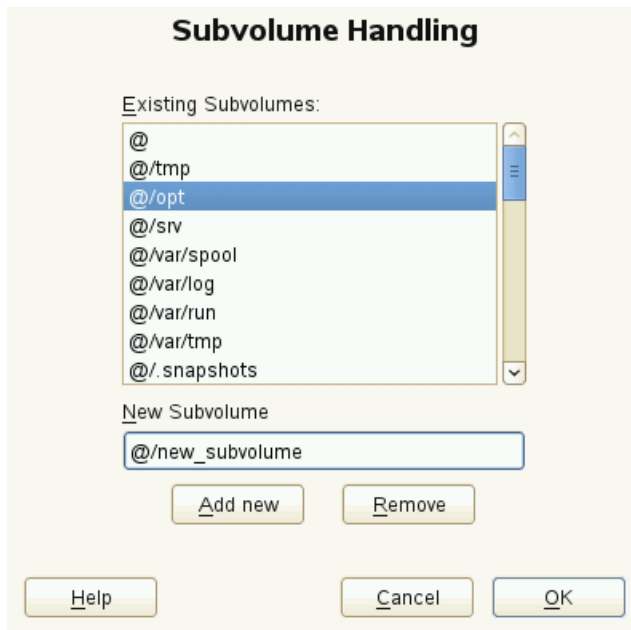 Subvolume Handling
Existing Subvolumes:
@
@/tmp
@/opt
@/srv
@/var/spool
@/var/log
@/var/run
@/var/tmp
@/.snapshots
New Subvolume
@/new_subvolume
Add new Remove
Help Cancel OK